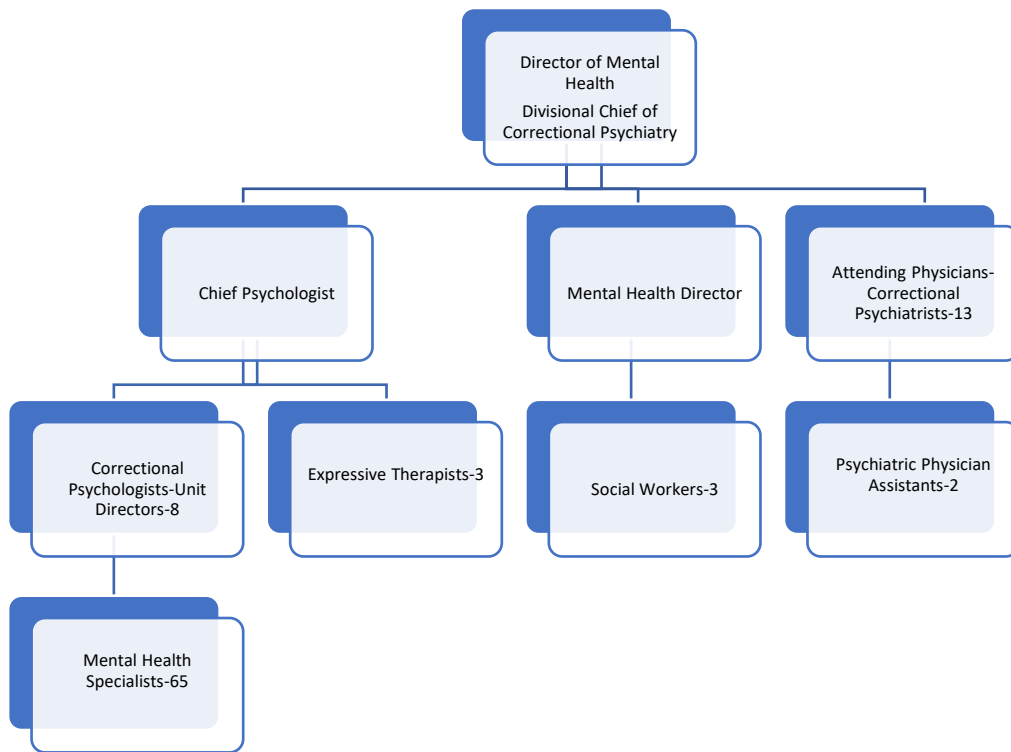 Director of Mental
Health
Divisional Chief of
Correctional Psychiatry
Chief Psychologist
Mental Health Director
Attending Physicians-
Correctional
Psychiatrists-13
Correctional
Psychologists-Unit
Directors-8
Expressive Therapists-3
Social Workers-3
Psychiatric Physician
Assistants-2
Mental Health
Specialists-65